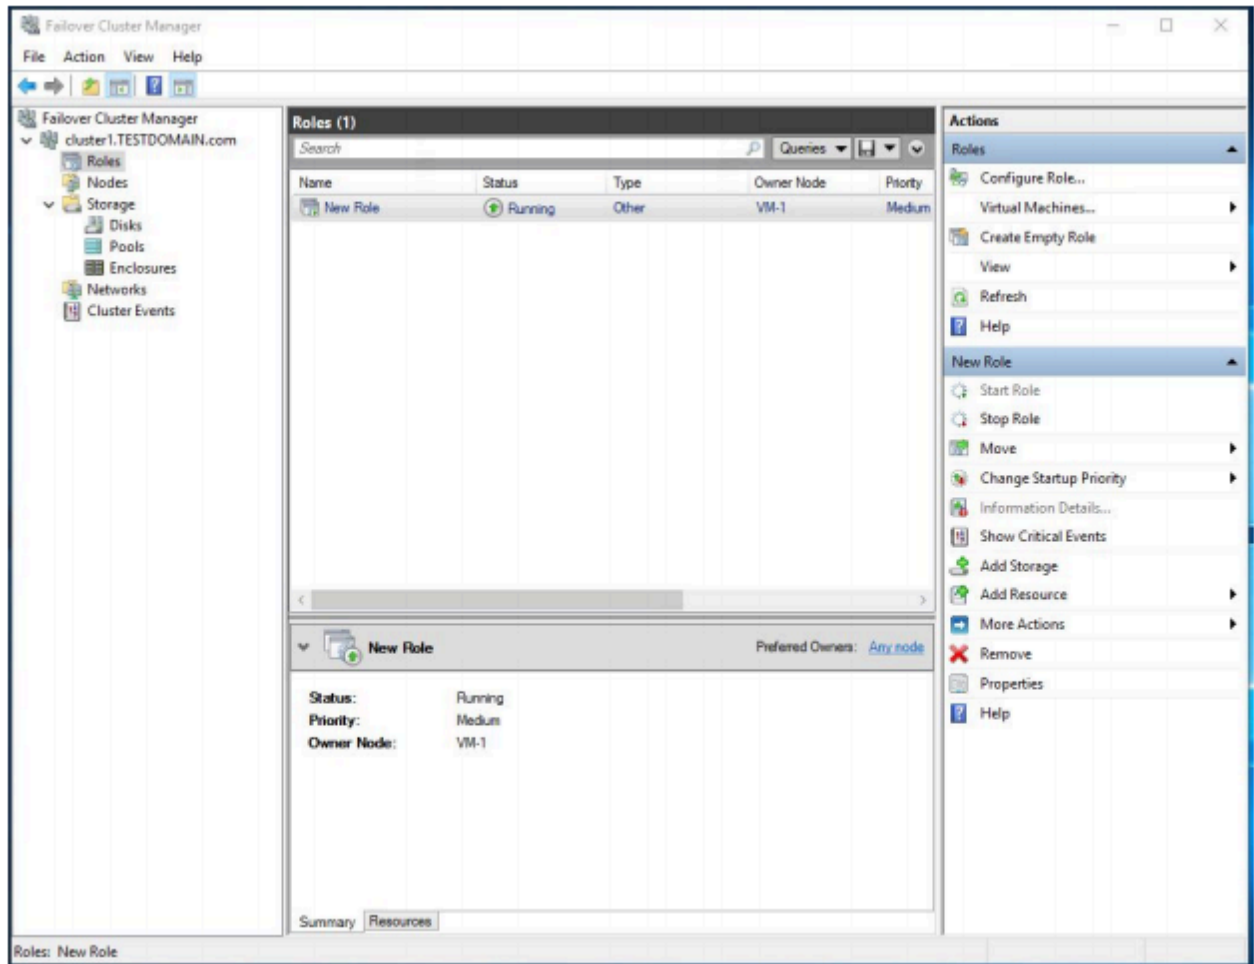 Failover Cluster Manager
File Action View Help
Failover Cluster Manager
cluster1.TESTDOMAIN.com
Roles
Nodes
Storage
Disks
Pools
Enclosures
Networks
Cluster Events
Roles (1)
Search
Queries
Name Status Type Owner Node Priority
New Role Running Other VM-1 Medium
New Role
Preferred Owners: Any node
Status: Running
Priority: Medium
Owner Node: VM-1
Summary Resources
Actions
Roles
Configure Role...
Virtual Machines...
Create Empty Role
View
Refresh
Help
New Role
Start Role
Stop Role
Move
Change Startup Priority
Information Details...
Show Critical Events
Add Storage
Add Resource
More Actions
Remove
Properties
Help
Roles: New Role